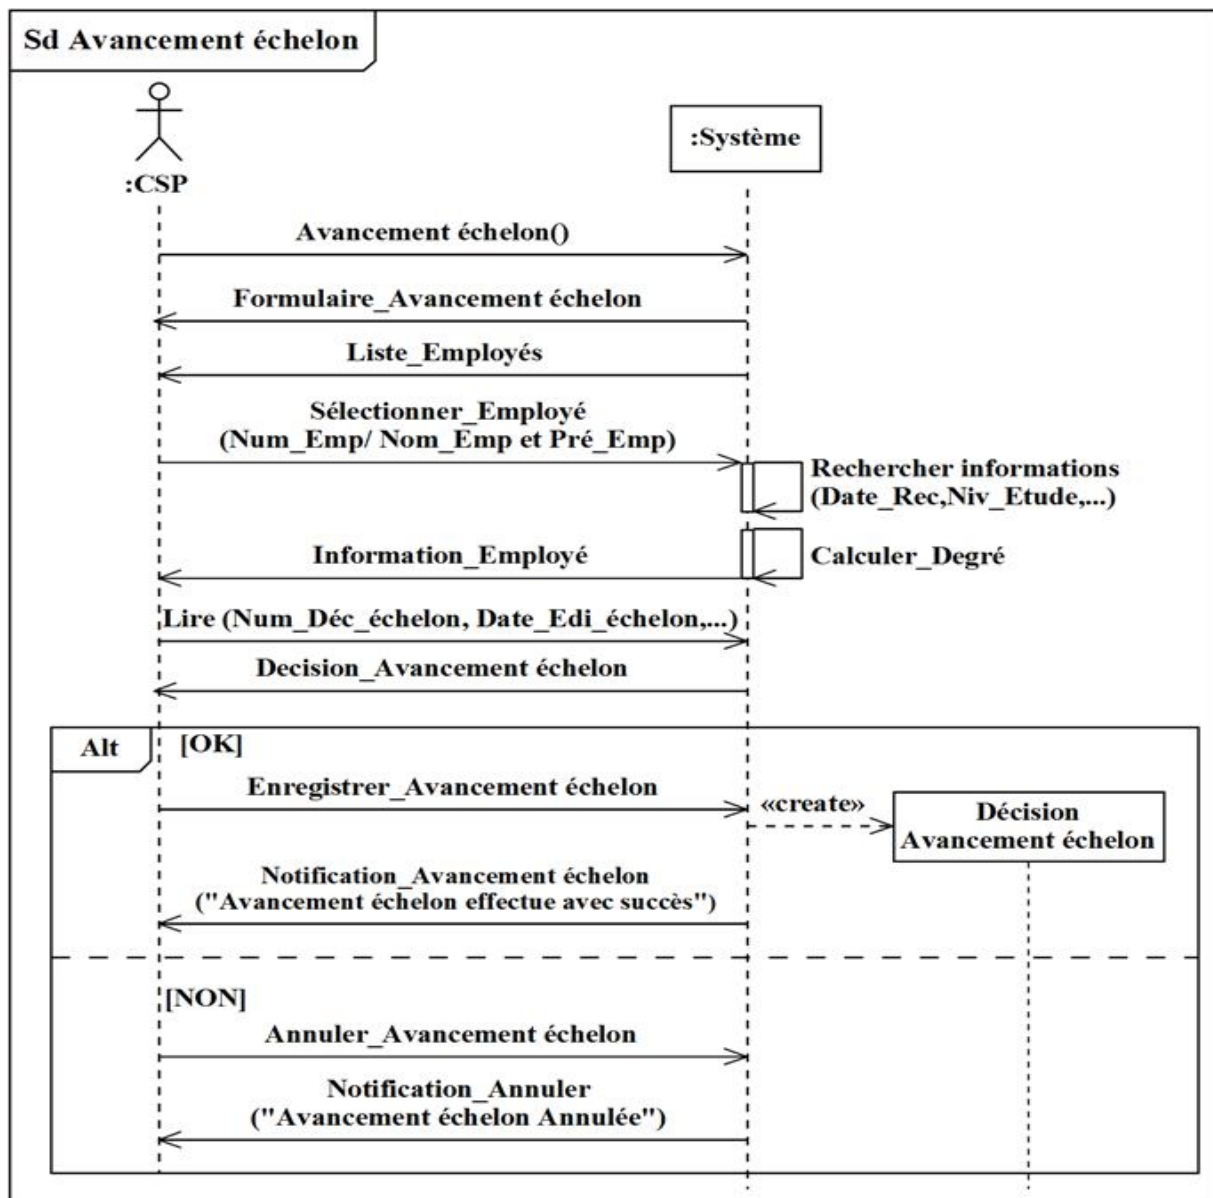 Sd Avancement échelon
:CSP
:Système
Avancement échelon()
Formulaire_Avancement échelon
Liste_Employés
Sélectionner_Employé
(Num_Emp/ Nom_Emp et Pré_Emp)
Rechercher informations
(Date_Rec,Niv_Etude,...)
Information_Employé
Calculer_Degré
Lire (Num_Déc_échelon, Date_Edi_échelon,...)
Decision_Avancement échelon
Alt
[OK]
Enregistrer_Avancement échelon
«create»
Décision
Avancement échelon
Notification_Avancement échelon
("Avancement échelon effectue avec succès")
[NON]
Annuler_Avancement échelon
Notification_Annuler
("Avancement échelon Annulée")